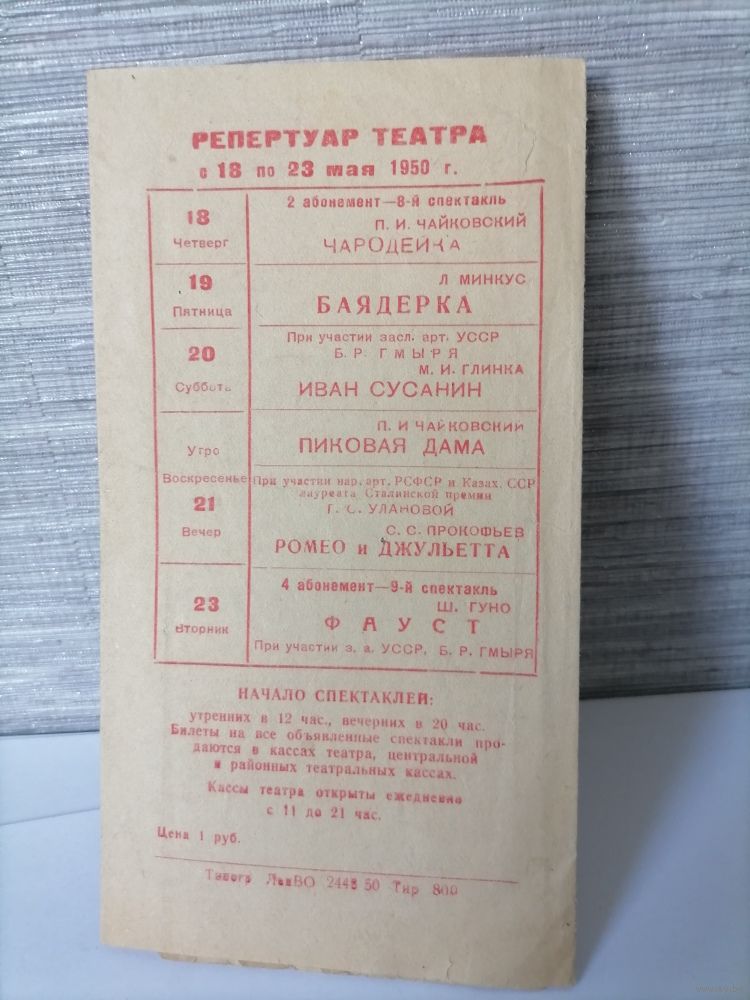 РЕПЕРТУАР ТЕАТРА
с 18 по 23 мая 1950 г.
18
Четверг
2 абонемент—8-й спектакль
П. И. ЧАЙКОВСКИЙ
ЧАРОДЕЙКА
19
Пятница
Л МИНКУС
БАЯДЕРКА
20
Суббота
При участии засл. арт. УССР
Б. Р. ГМЫРЯ
М. И. ГЛИНКА
ИВАН СУСАНИН
Утро
П. И ЧАЙКОВСКИЙ
ПИКОВАЯ ДАМА
Воскресенье
21
Вечер
При участии нар. арт. РСФСР и Казах. ССР
лауреата Сталинской премии
Г. С. УЛАНОВОЙ
С. С. ПРОКОФЬЕВ
РОМЕО и ДЖУЛЬЕТТА
23
Вторник
4 абонемент—9-й спектакль
Ш. ГУНО
ФАУСТ
При участии з. а. УССР, Б. Р. ГМЫРЯ
НАЧАЛО СПЕКТАКЛЕЙ:
утренних в 12 час., вечерних в 20 час.
Билеты на все объявленные спектакли про-
даются в кассах театра, центральной
и районных театральных кассах.
Кассы театра открыты ежедневно
с 11 до 21 час.
Цена 1 руб.
Типогр ЛенВО 2448 50 Тир 800